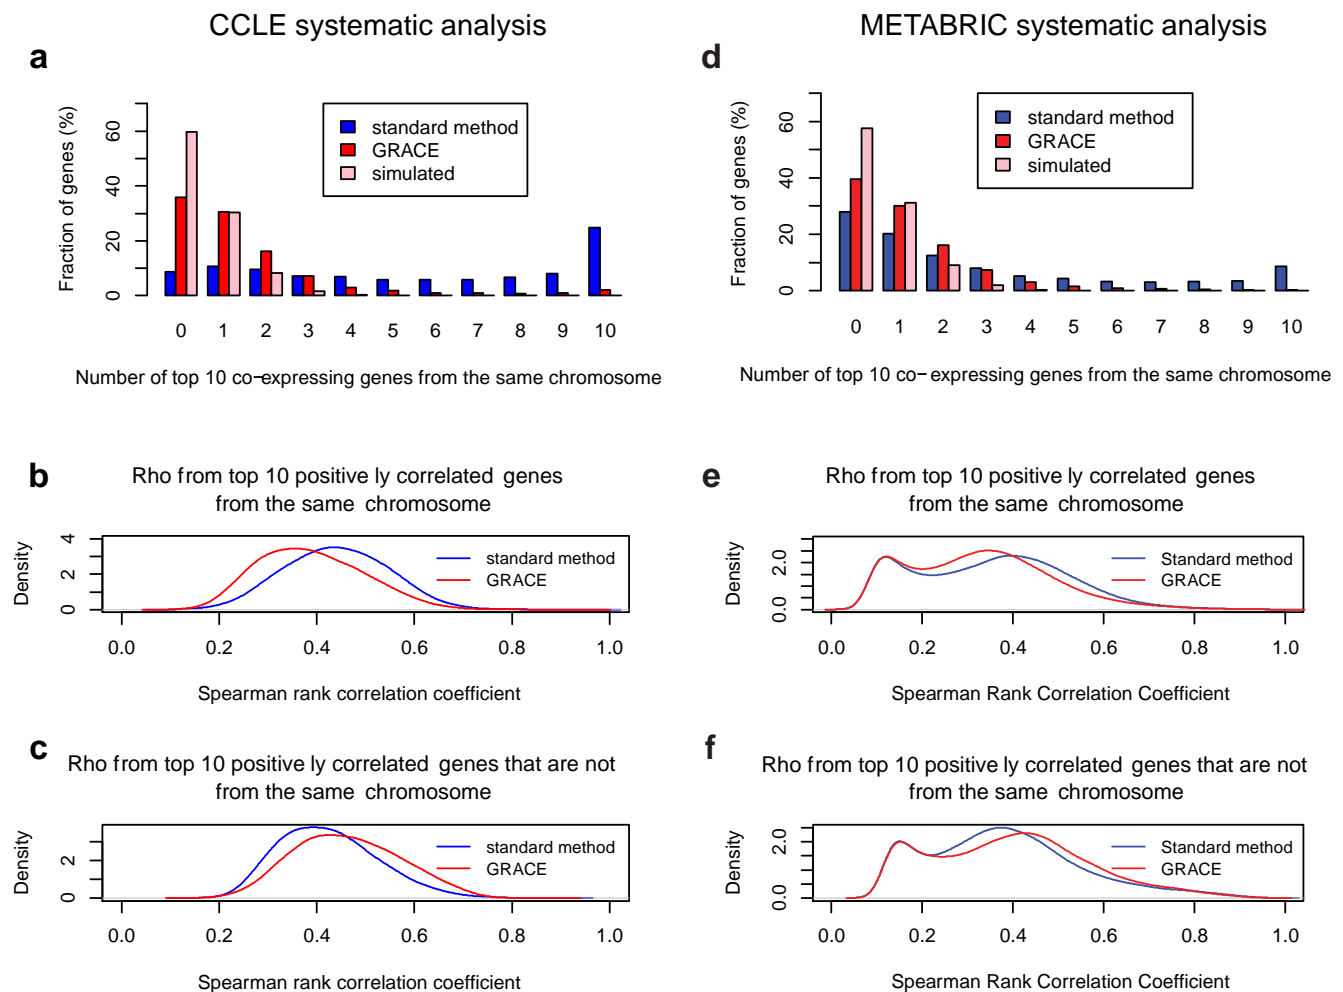 CCLE systematic analysis
a
Fraction of genes (%)
0 20 40 60
standard method
GRACE
simulated
0 1 2 3 4 5 6 7 8 9 10
Number of top 10 co−expressing genes from the same chromosome
b
Rho from top 10 positive ly correlated genes
from the same chromosome
Density
0 2 4
standard method
GRACE
0.0 0.2 0.4 0.6 0.8 1.0
Spearman rank correlation coefficient
c
Rho from top 10 positive ly correlated genes that are not
from the same chromosome
Density
0 2
standard method
GRACE
0.0 0.2 0.4 0.6 0.8 1.0
Spearman rank correlation coefficient
METABRIC systematic analysis
d
Fraction of genes (%)
0 20 40 60
standard method
GRACE
simulated
0 1 2 3 4 5 6 7 8 9 10
Number of top 10 co−expressing genes from the same chromosome
e
Rho from top 10 positive ly correlated genes
from the same chromosome
Density
0.0 2.0
Standard method
GRACE
0.0 0.2 0.4 0.6 0.8 1.0
Spearman Rank Correlation Coefficient
f
Rho from top 10 positive ly correlated genes that are not
from the same chromosome
Density
0.0 2.0
Standard method
GRACE
0.0 0.2 0.4 0.6 0.8 1.0
Spearman Rank Correlation Coefficient